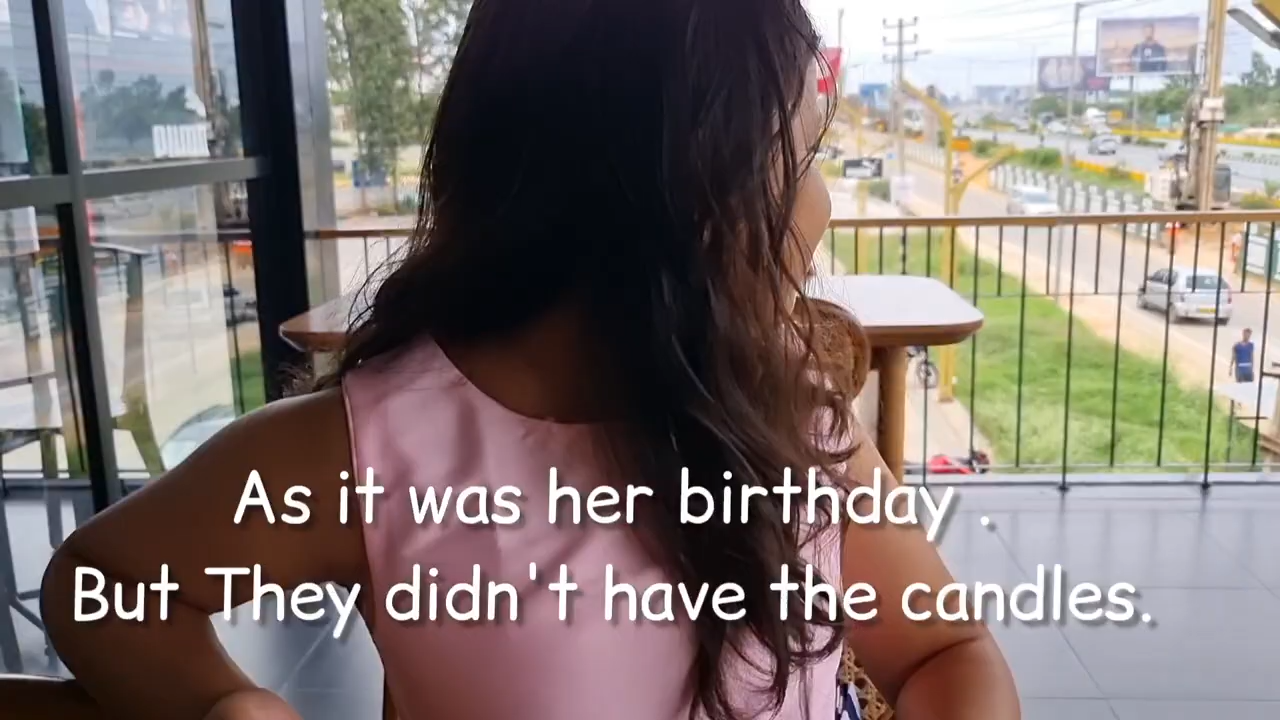 As it was her birthday .
But They didn't have the candles.